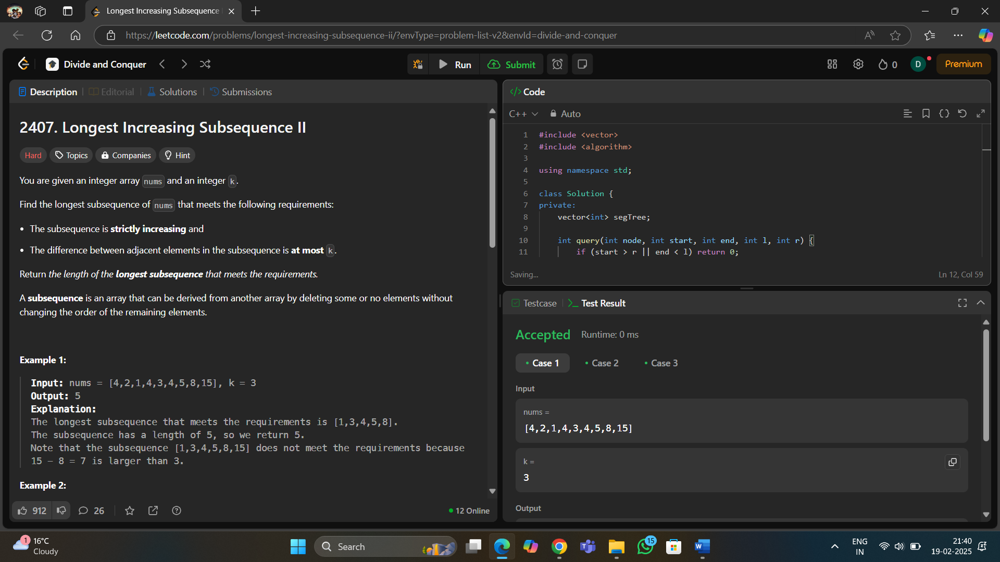 Longest Increasing Subsequence
https://leetcode.com/problems/longest-increasing-subsequence-ii/?envType=problem-list-v2&envId=divide-and-conquer
Divide and Conquer
Run
Submit
0
D
Premium
Description
Editorial
Solutions
Submissions
2407. Longest Increasing Subsequence II
Hard
Topics
Companies
Hint
You are given an integer array nums and an integer k.
Find the longest subsequence of nums that meets the following requirements:
• The subsequence is strictly increasing and
• The difference between adjacent elements in the subsequence is at most k.
Return the length of the longest subsequence that meets the requirements.
A subsequence is an array that can be derived from another array by deleting some or no elements without
changing the order of the remaining elements.
Example 1:
Input: nums = [4,2,1,4,3,4,5,8,15], k = 3
Output: 5
Explanation:
The longest subsequence that meets the requirements is [1,3,4,5,8].
The subsequence has a length of 5, so we return 5.
Note that the subsequence [1,3,4,5,8,15] does not meet the requirements because
15 - 8 = 7 is larger than 3.
Example 2:
912
26
12 Online
</> Code
C++
Auto
1 #include <vector>
2 #include <algorithm>
3
4 using namespace std;
5
6 class Solution {
7 private:
8 vector<int> segTree;
9
10 int query(int node, int start, int end, int l, int r) {
11 if (start > r || end < l) return 0;
Saving...
Ln 12, Col 59
Testcase
>_ Test Result
Accepted
Runtime: 0 ms
• Case 1
• Case 2
• Case 3
Input
nums =
[4,2,1,4,3,4,5,8,15]
k =
3
Output
1
16°C
Cloudy
Search
15
ENG
IN
21:40
19-02-2025